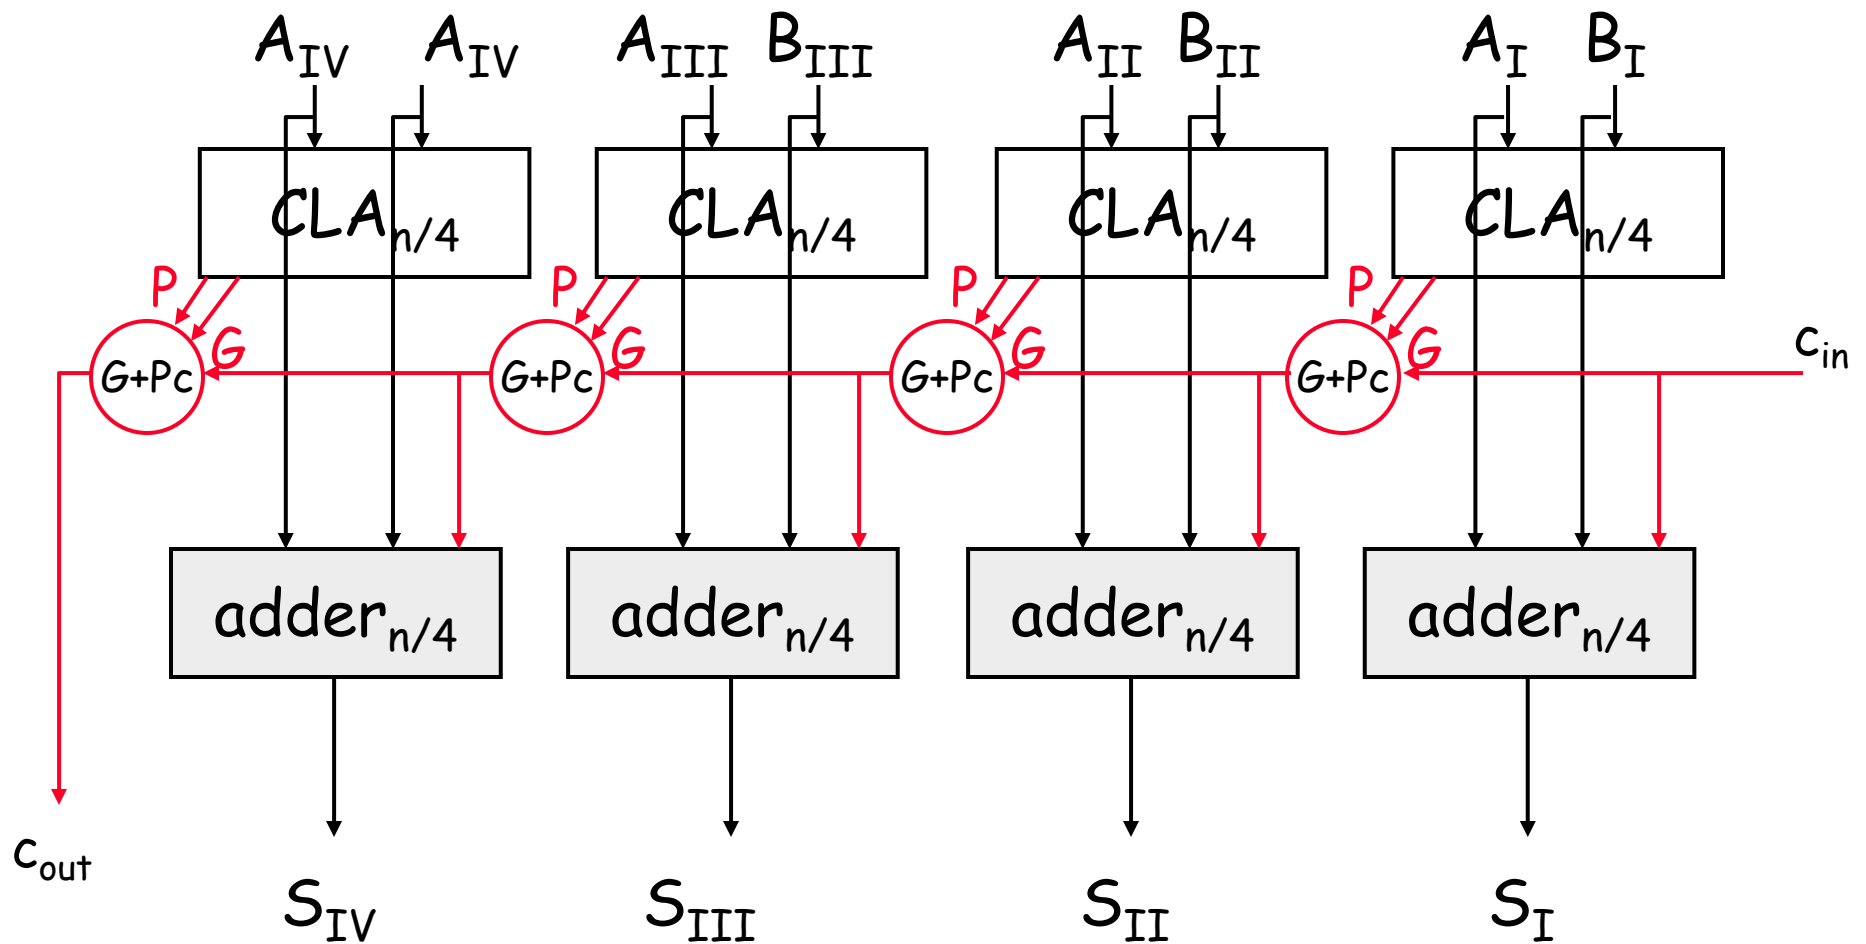 A_IV A_IV A_III B_III A_II B_II A_I B_I
CLA_n/4 CLA_n/4 CLA_n/4 CLA_n/4
P P P P
G G G G c_in
G+Pc G+Pc G+Pc G+Pc
adder_n/4 adder_n/4 adder_n/4 adder_n/4
c_out
S_IV S_III S_II S_I